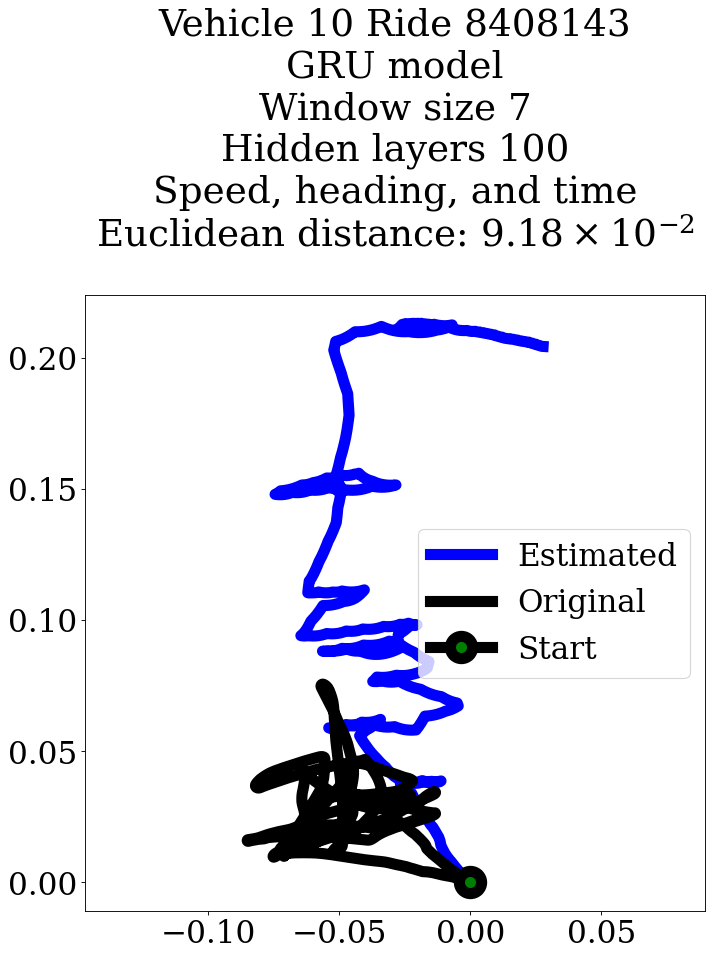 Vehicle 10 Ride 8408143
GRU model
Window size 7
Hidden layers 100
Speed, heading, and time
Euclidean distance: 9.18 × 10⁻²
0.20
0.15
0.10
0.05
0.00
Estimated
Original
Start
−0.10 −0.05 0.00 0.05